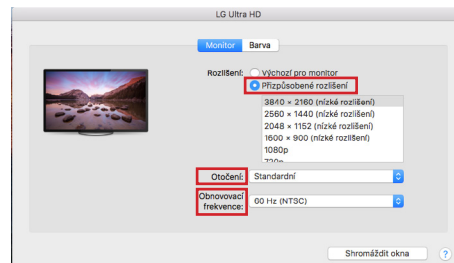 LG Ultra HD
Monitor Barva
Rozlišení: Výchozí pro monitor
Přizpůsobené rozlišení
3840 × 2160 (nízké rozlišení)
2560 × 1440 (nízké rozlišení)
2048 × 1152 (nízké rozlišení)
1600 × 900 (nízké rozlišení)
1080p
720p
Otočení: Standardní
Obnovovací
frekvence: 60 Hz (NTSC)
Shromáždit okna ?